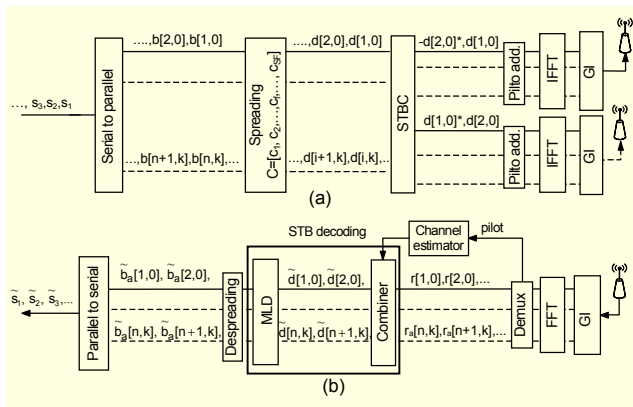 ...., b[2,0],b[1,0]
...., d[2,0],d[1,0]
-d[2,0]*,d[1,0]
..., s3,s2,s1
Serial to parallel
Spreading
C=[c1, c2,...,cf,..., cSF]
STBC
Pilto add.
IFFT
GI
d[1,0]*,d[2,0]
Pilto add.
IFFT
GI
....,b[n+1,k],b[n,k],...
....,d[i+1,k],d[i,k],...
(a)
STB decoding
Channel estimator
pilot
s̃1, s̃2, s̃3,...
Parallel to serial
b̃a[1,0], b̃a[2,0],
Despreading
MLD
d̃[1,0], d̃[2,0],
Combiner
r[1,0],r[2,0],...
Demux
FFT
GI
b̃a[n,k], b̃a[n+1,k],
d̃[n,k], d̃[n+1,k],
ra[n,k],ra[n+1,k],...
(b)